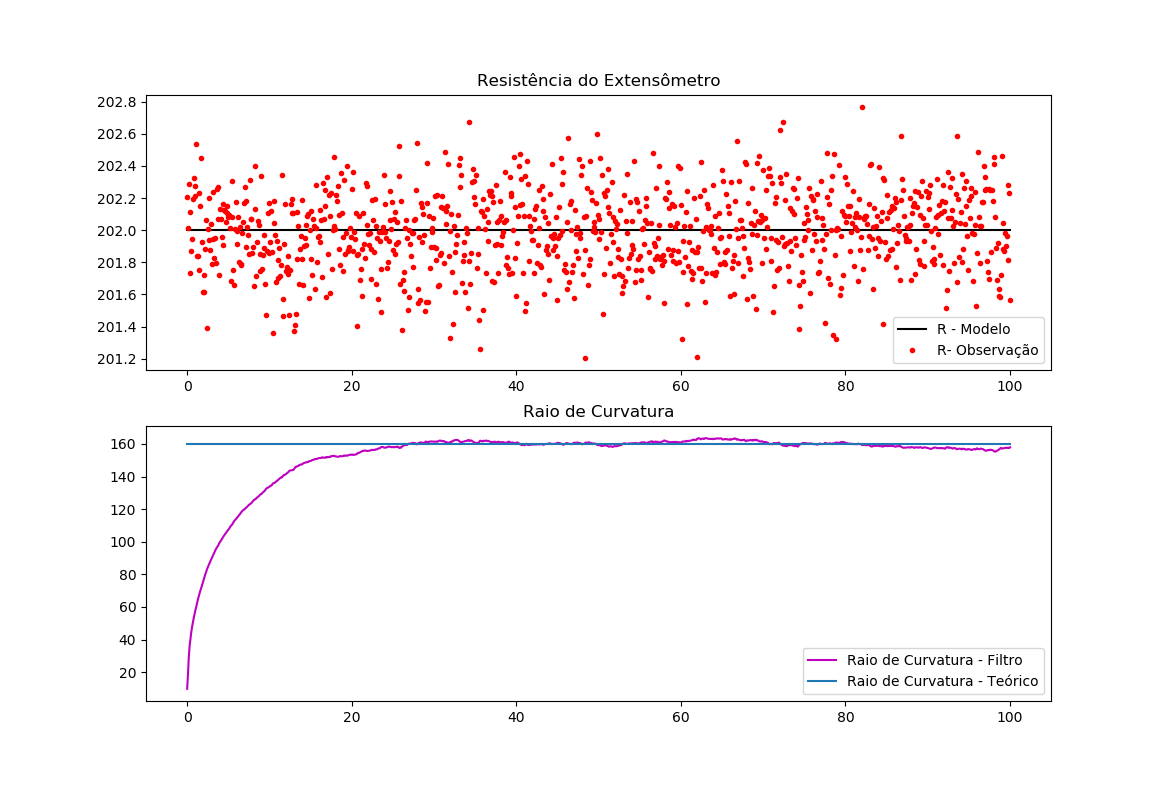 Resistência do Extensômetro
202.8
202.6
202.4
202.2
202.0
201.8
201.6
201.4
201.2
R - Modelo
R- Observação
0 20 40 60 80 100
Raio de Curvatura
160
140
120
100
80
60
40
20
Raio de Curvatura - Filtro
Raio de Curvatura - Teórico
0 20 40 60 80 100